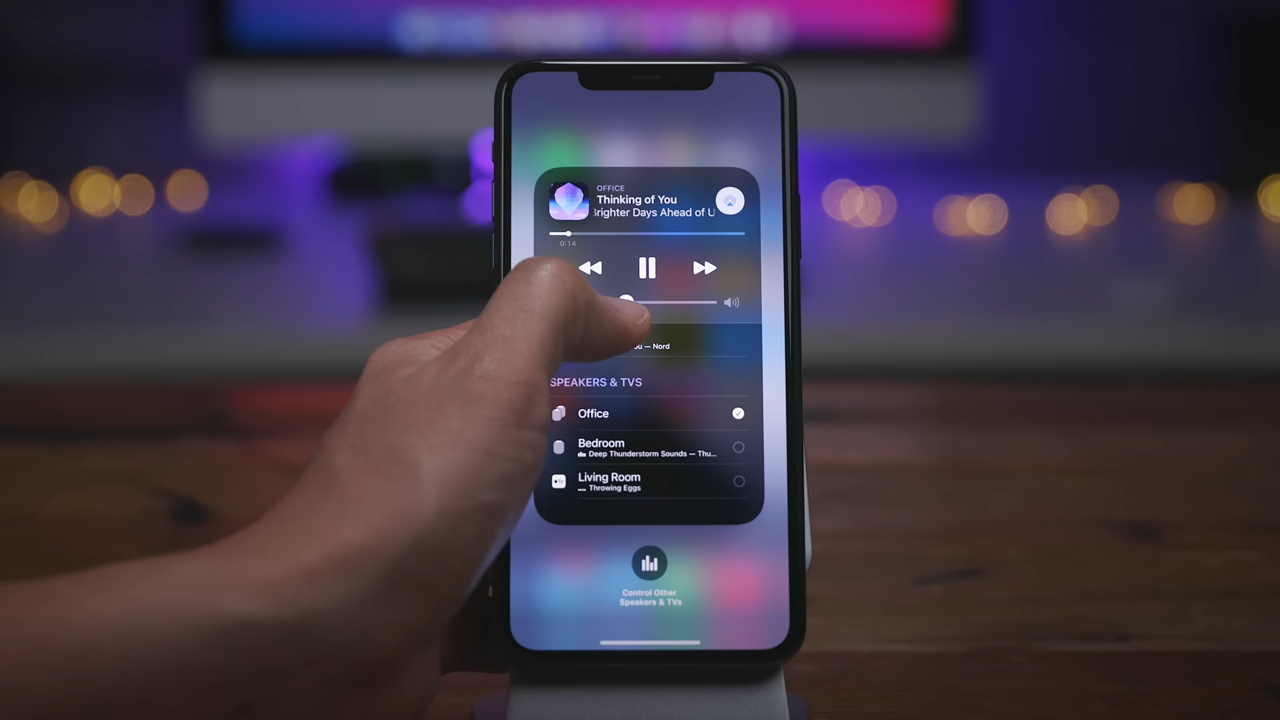 OFFICE
Thinking of You
Brighter Days Ahead of U
0:14
ou — Nord
SPEAKERS & TVS
Office
Bedroom
Deep Thunderstorm Sounds — Thu...
Living Room
Throwing Eggs
Control Other
Speakers & TVs